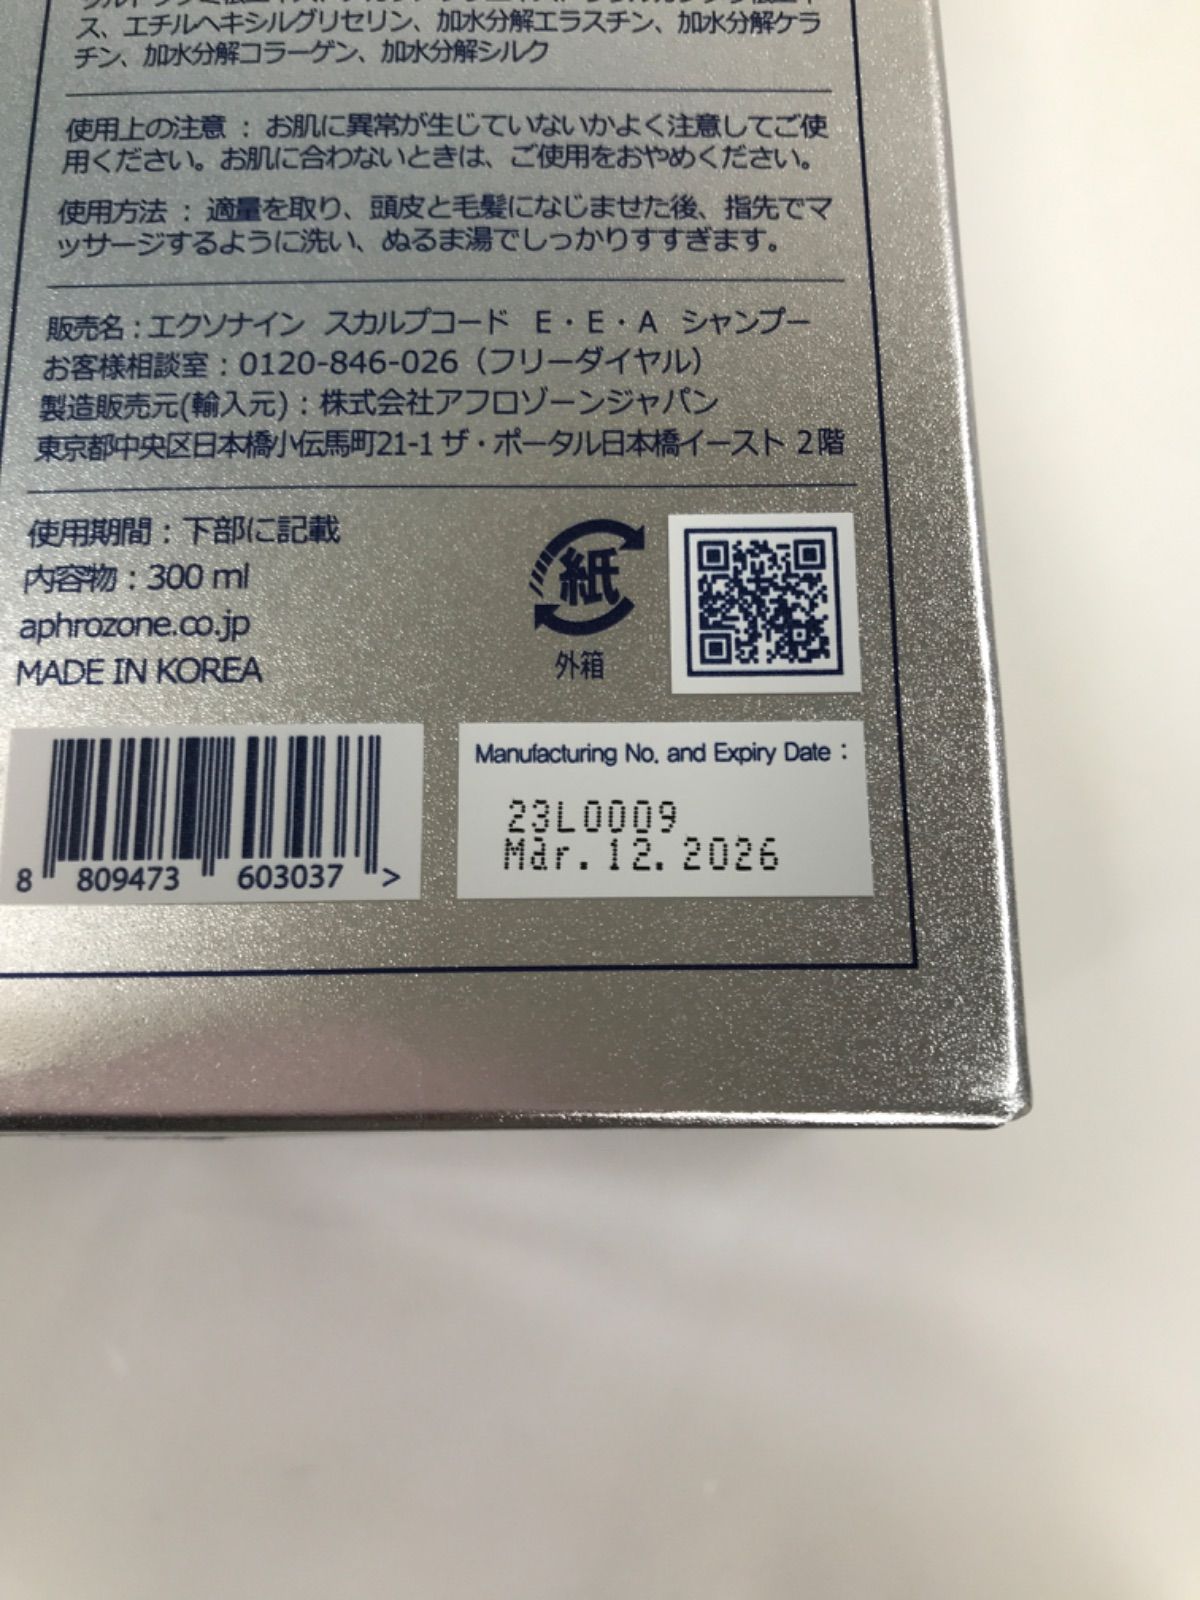 ス、エチルヘキシルグリセリン、加水分解エラスチン、加水分解ケラ
チン、加水分解コラーゲン、加水分解シルク
使用上の注意 : お肌に異常が生じていないかよく注意してご使
用ください。お肌に合わないときは、ご使用をおやめください。
使用方法 : 適量を取り、頭皮と毛髪になじませた後、指先でマ
ッサージするように洗い、ぬるま湯でしっかりすすぎます。
販売名 : エクソナイン スカルプコード E・E・A シャンプー
お客様相談室 : 0120-846-026（フリーダイヤル）
製造販売元(輸入元) : 株式会社アフロゾーンジャパン
東京都中央区日本橋小伝馬町21-1 ザ・ポータル日本橋イースト 2階
使用期間 : 下部に記載
内容物 : 300 ml
aphrozone.co.jp
MADE IN KOREA
紙
外箱
8 809473 603037 >
Manufacturing No. and Expiry Date :
23L0009
Mar.12.2026